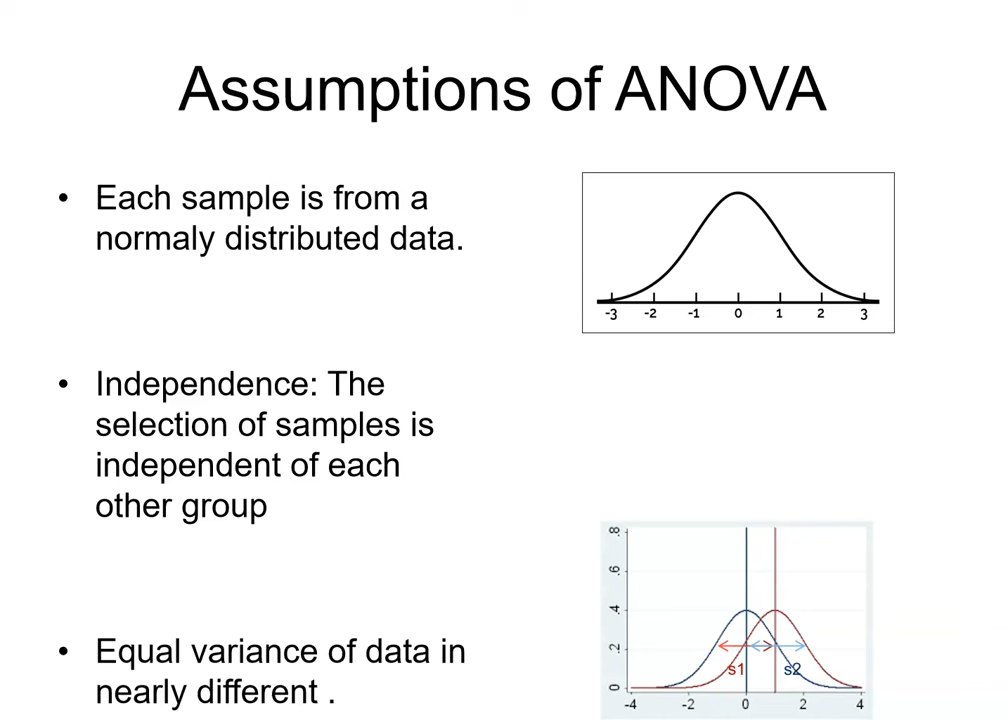 Assumptions of ANOVA
• Each sample is from a
normaly distributed data.
-3 -2 -1 0 1 2 3
• Independence: The
selection of samples is
independent of each
other group
• Equal variance of data in
nearly different .
.8
.6
.4
.2
0
s1 s2
-4 -2 0 2 4